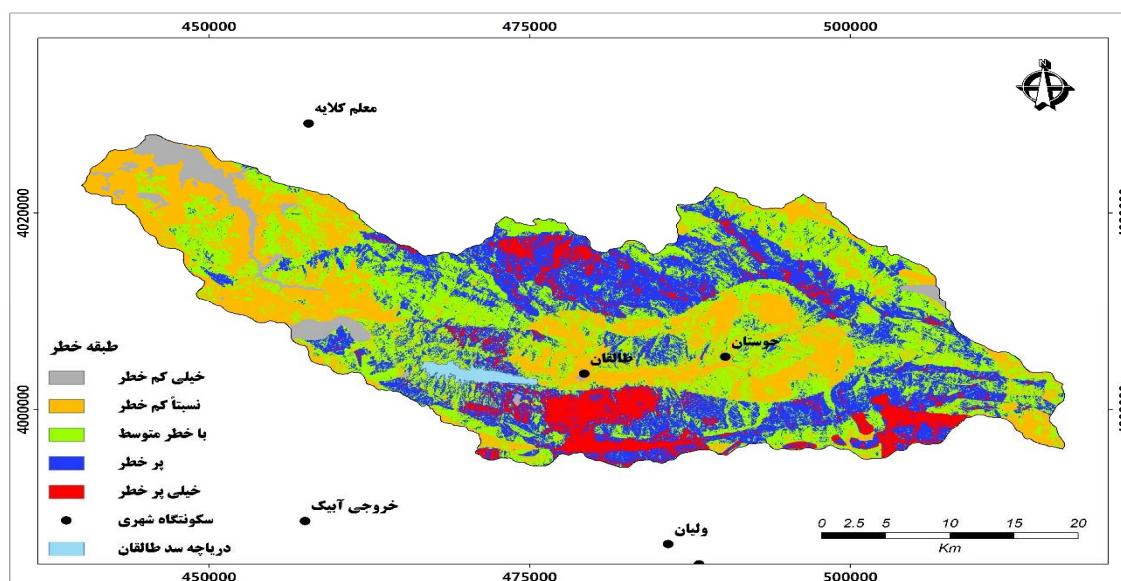 450000 475000 500000
N
معلم کلایه
4020000
جوستان
طالقان
4000000
طبقه خطر
خیلی کم خطر
نسبتاً کم خطر
با خطر متوسط
پر خطر
خیلی پر خطر
سکونتگاه شهری
دریاچه سد طالقان
خروجی آبیک
ولیان
0 2.5 5 10 15 20
Km
450000 475000 500000